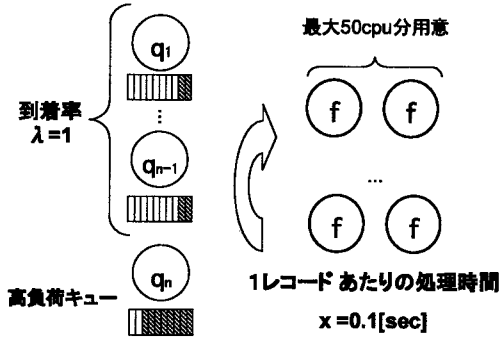 最大50cpu分用意
q1
到着率
λ=1
f f
⋮
qn-1
...
f f
qn
高負荷キュー
1レコード あたりの処理時間
x =0.1[sec]